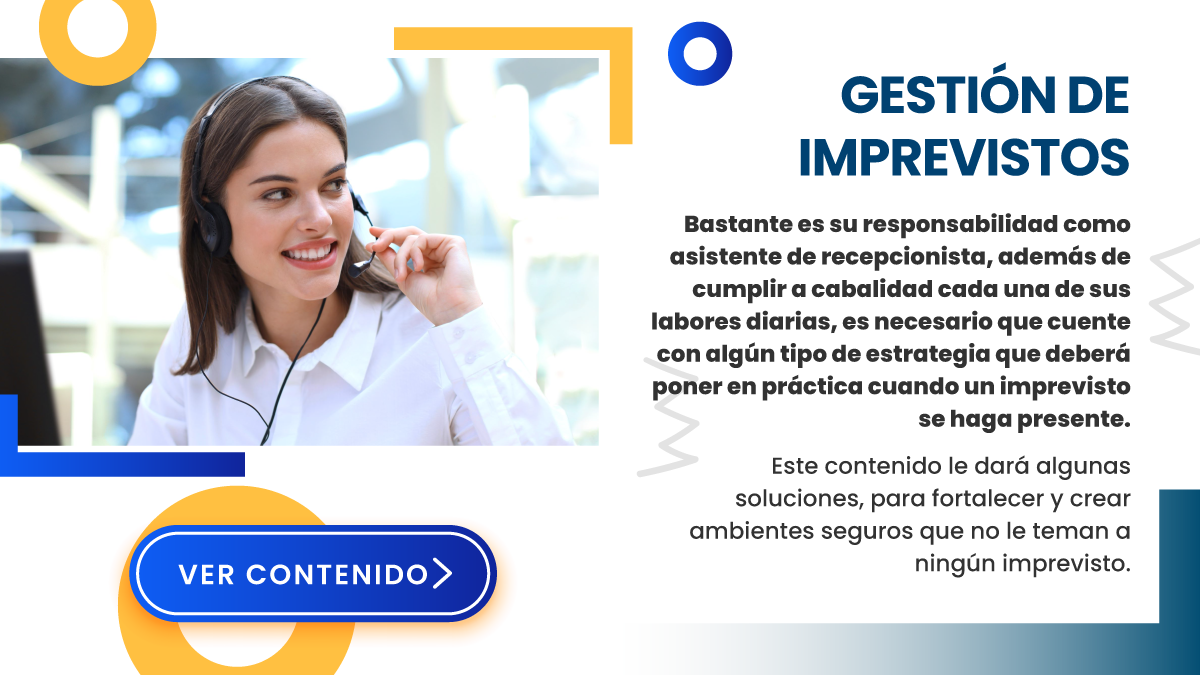 GESTIÓN DE
IMPREVISTOS
Bastante es su responsabilidad como
asistente de recepcionista, además de
cumplir a cabalidad cada una de sus
labores diarias, es necesario que cuente
con algún tipo de estrategia que deberá
poner en práctica cuando un imprevisto
se haga presente.
Este contenido le dará algunas
soluciones, para fortalecer y crear
ambientes seguros que no le teman a
ningún imprevisto.
VER CONTENIDO